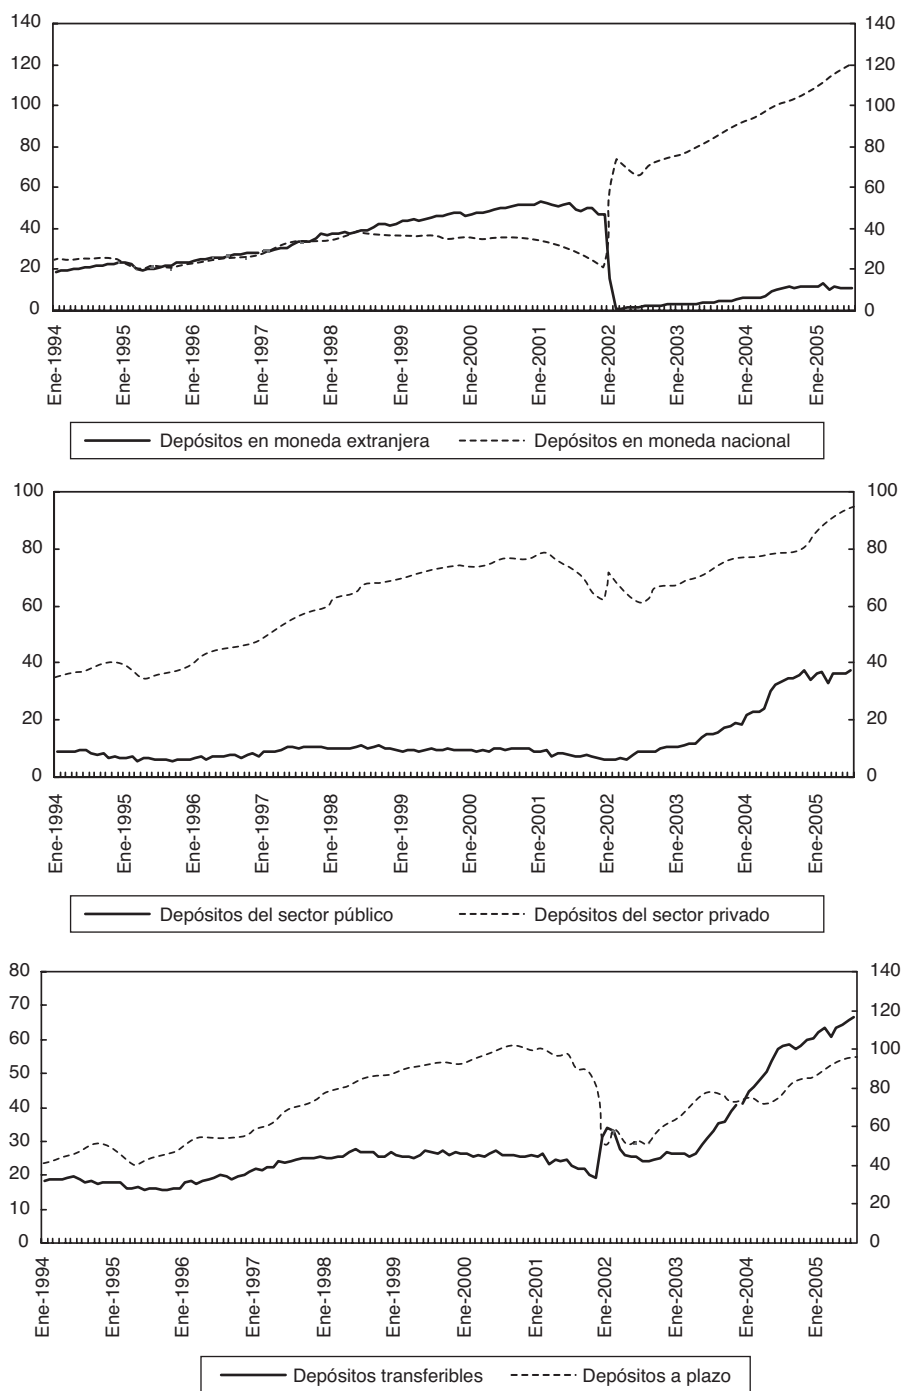 140
120
100
80
60
40
20
0
140
120
100
80
60
40
20
0
Ene-1994
Ene-1995
Ene-1996
Ene-1997
Ene-1998
Ene-1999
Ene-2000
Ene-2001
Ene-2002
Ene-2003
Ene-2004
Ene-2005
Depósitos en moneda extranjera
Depósitos en moneda nacional
100
80
60
40
20
0
100
80
60
40
20
0
Ene-1994
Ene-1995
Ene-1996
Ene-1997
Ene-1998
Ene-1999
Ene-2000
Ene-2001
Ene-2002
Ene-2003
Ene-2004
Ene-2005
Depósitos del sector público
Depósitos del sector privado
80
70
60
50
40
30
20
10
0
140
120
100
80
60
40
20
0
Ene-1994
Ene-1995
Ene-1996
Ene-1997
Ene-1998
Ene-1999
Ene-2000
Ene-2001
Ene-2002
Ene-2003
Ene-2004
Ene-2005
Depósitos transferibles
Depósitos a plazo